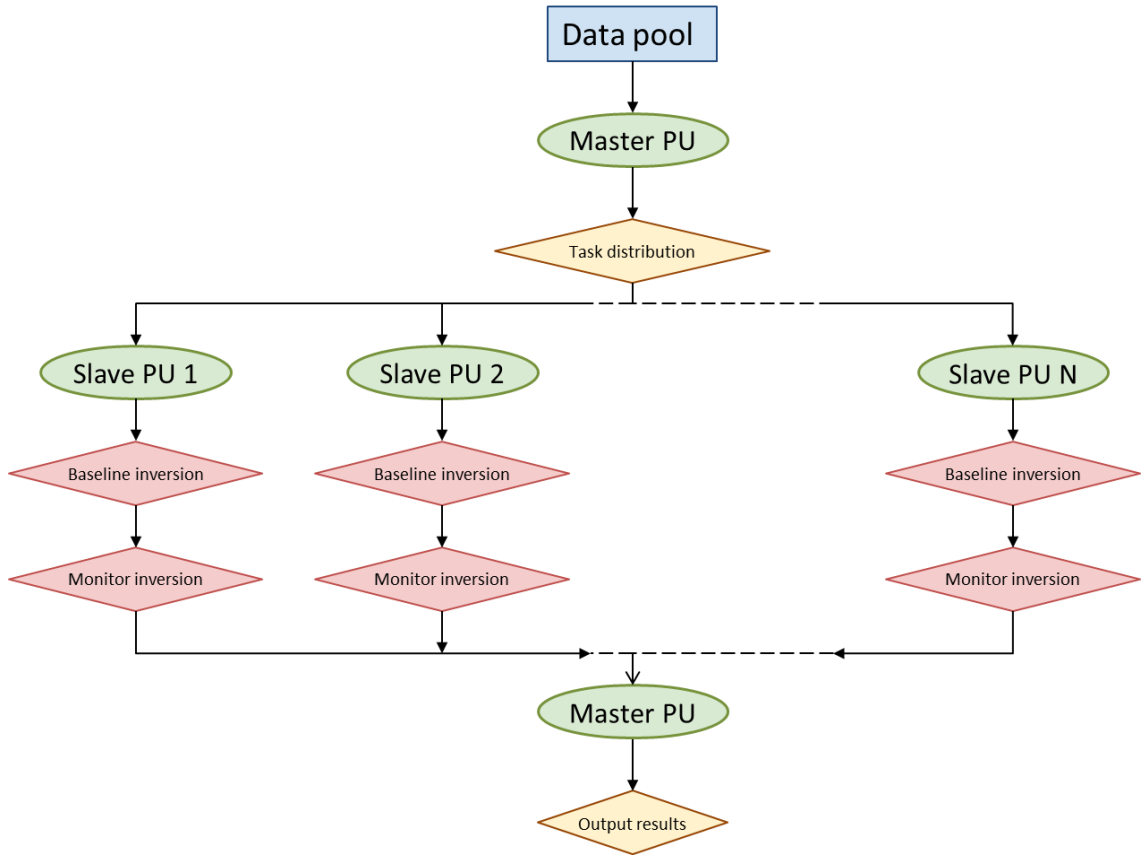 Data pool
Master PU
Task distribution
Slave PU 1
Slave PU 2
Slave PU N
Baseline inversion
Baseline inversion
Baseline inversion
Monitor inversion
Monitor inversion
Monitor inversion
Master PU
Output results